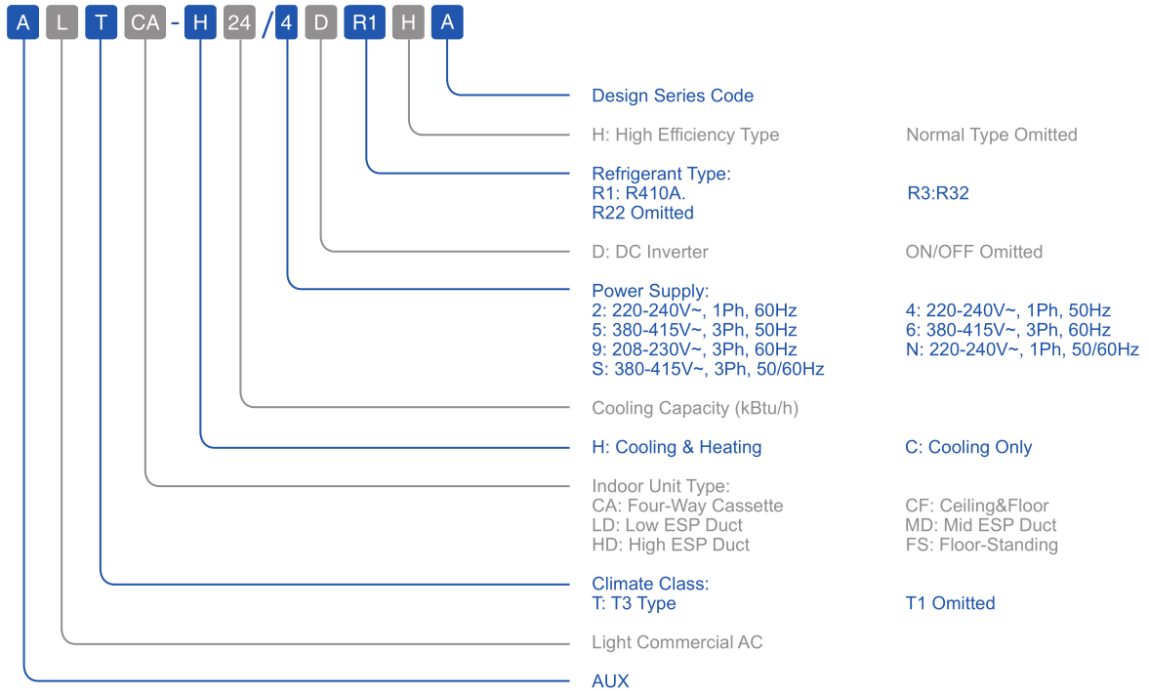 A L T CA - H 24 / 4 D R1 H A
Design Series Code
H: High Efficiency Type Normal Type Omitted
Refrigerant Type:
R1: R410A. R3:R32
R22 Omitted
D: DC Inverter ON/OFF Omitted
Power Supply:
2: 220-240V~, 1Ph, 60Hz 4: 220-240V~, 1Ph, 50Hz
5: 380-415V~, 3Ph, 50Hz 6: 380-415V~, 3Ph, 60Hz
9: 208-230V~, 3Ph, 60Hz N: 220-240V~, 1Ph, 50/60Hz
S: 380-415V~, 3Ph, 50/60Hz
Cooling Capacity (kBtu/h)
H: Cooling & Heating C: Cooling Only
Indoor Unit Type:
CA: Four-Way Cassette CF: Ceiling&Floor
LD: Low ESP Duct MD: Mid ESP Duct
HD: High ESP Duct FS: Floor-Standing
Climate Class:
T: T3 Type T1 Omitted
Light Commercial AC
AUX